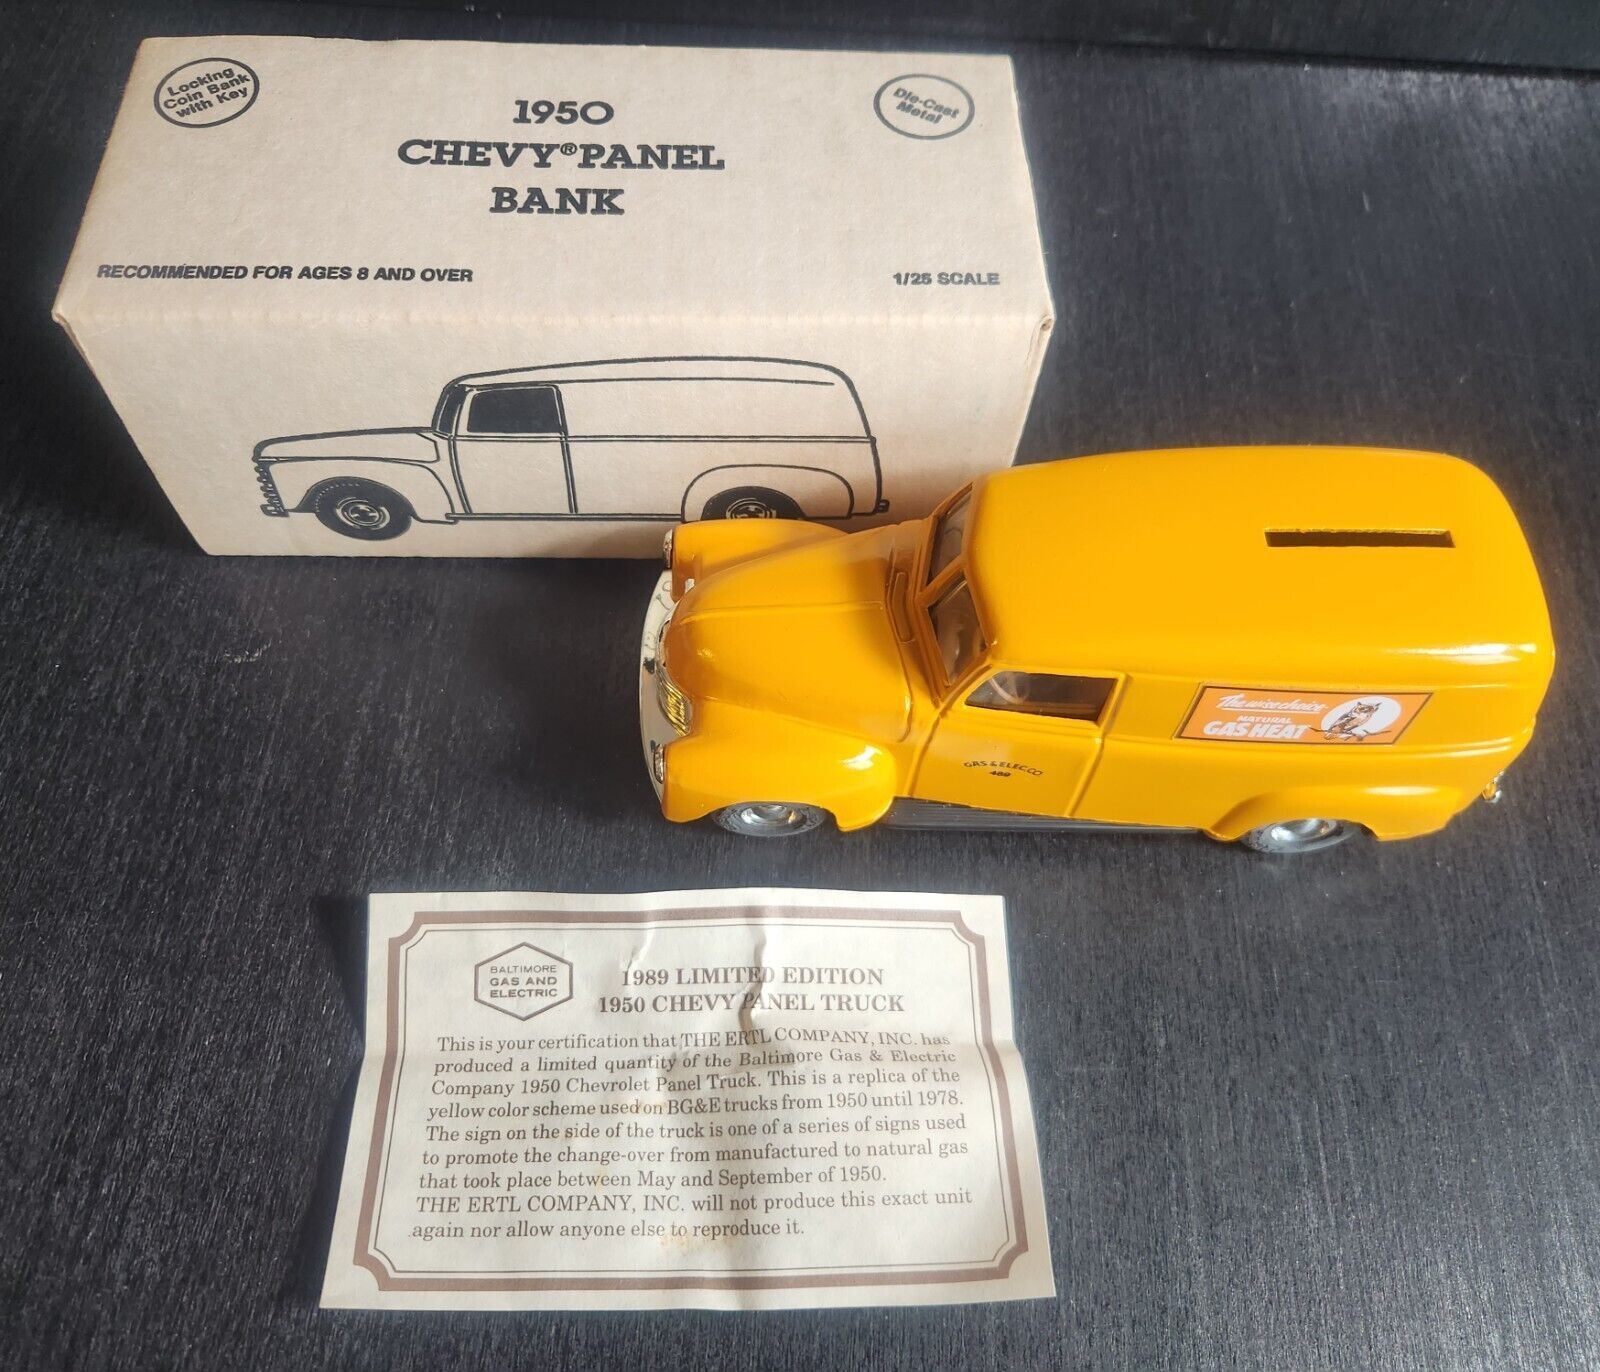 Locking
Coin Bank
with Key
1950
CHEVY® PANEL
BANK
Die-Cast
Metal
RECOMMENDED FOR AGES 8 AND OVER
1/25 SCALE
The wise choice
NATURAL
GAS HEAT
GAS & ELEC. CO.
489
BALTIMORE
GAS AND
ELECTRIC
1989 LIMITED EDITION
1950 CHEVY PANEL TRUCK
This is your certification that THE ERTL COMPANY, INC. has
produced a limited quantity of the Baltimore Gas & Electric
Company 1950 Chevrolet Panel Truck. This is a replica of the
yellow color scheme used on BG&E trucks from 1950 until 1978.
The sign on the side of the truck is one of a series of signs used
to promote the change-over from manufactured to natural gas
that took place between May and September of 1950.
THE ERTL COMPANY, INC. will not produce this exact unit
again nor allow anyone else to reproduce it.